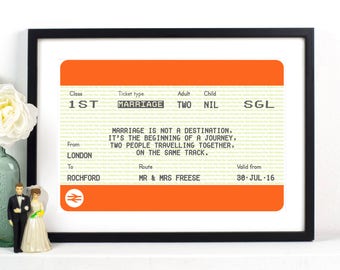 Class Ticket type Adult Child
1ST MARRIAGE TWO NIL SGL
MARRIAGE IS NOT A DESTINATION,
IT'S THE BEGINNING OF A JOURNEY,
TWO PEOPLE TRAVELLING TOGETHER,
ON THE SAME TRACK.
From
LONDON
To Route Valid from
ROCHFORD MR & MRS FREESE 30·JUL·16